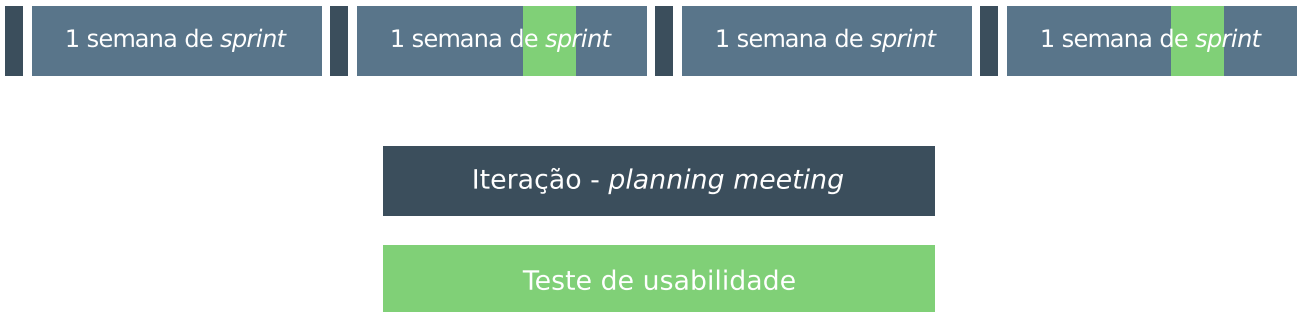 1 semana de sprint
1 semana de sprint
1 semana de sprint
1 semana de sprint
Iteração - planning meeting
Teste de usabilidade